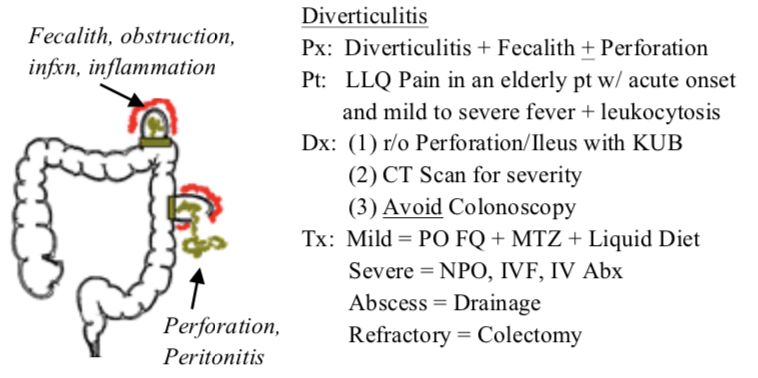 Fecalith, obstruction,
infxn, inflammation
Perforation,
Peritonitis
Diverticulitis
Px: Diverticulitis + Fecalith ± Perforation
Pt: LLQ Pain in an elderly pt w/ acute onset
and mild to severe fever + leukocytosis
Dx: (1) r/o Perforation/Ileus with KUB
(2) CT Scan for severity
(3) Avoid Colonoscopy
Tx: Mild = PO FQ + MTZ + Liquid Diet
Severe = NPO, IVF, IV Abx
Abscess = Drainage
Refractory = Colectomy